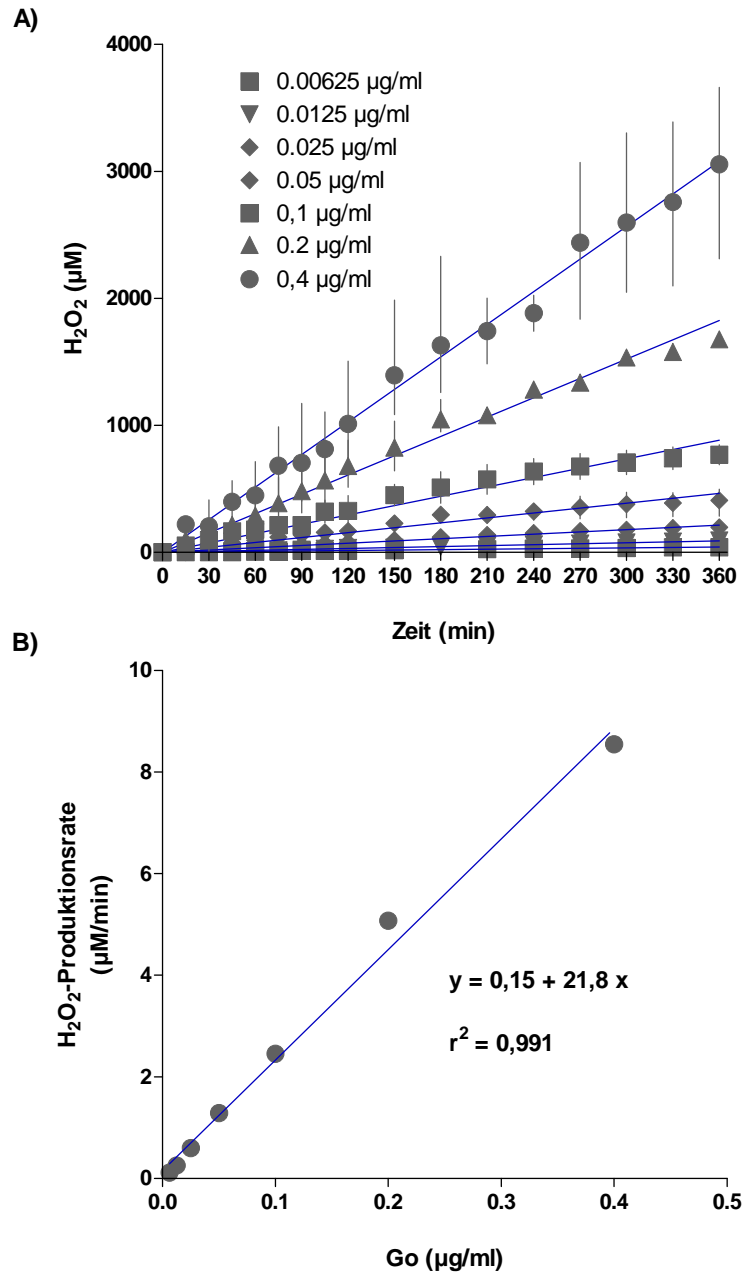 A)
4000
3000
2000
1000
0
H₂O₂ (µM)
0.00625 µg/ml
0.0125 µg/ml
0.025 µg/ml
0.05 µg/ml
0,1 µg/ml
0.2 µg/ml
0,4 µg/ml
0 30 60 90 120 150 180 210 240 270 300 330 360
Zeit (min)
B)
10
8
6
4
2
0
H₂O₂-Produktionsrate
(µM/min)
y = 0,15 + 21,8 x
r² = 0,991
0.0 0.1 0.2 0.3 0.4 0.5
Go (µg/ml)